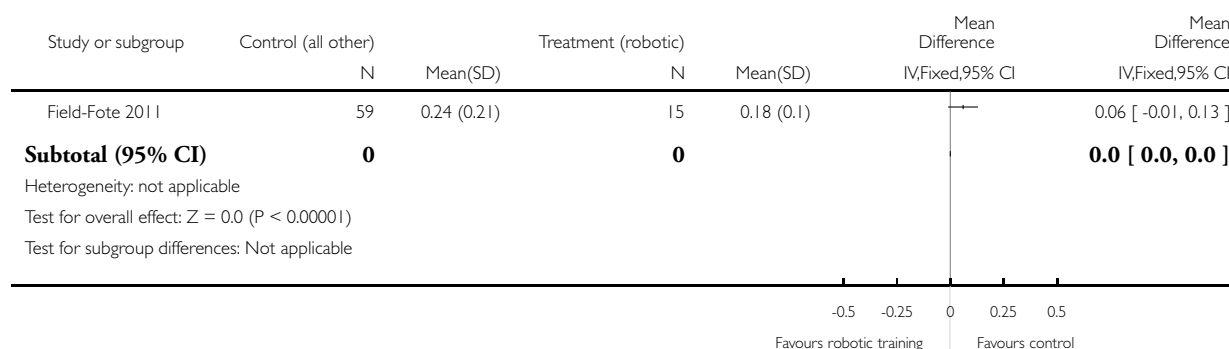 Study or subgroup Control (all other) Treatment (robotic) Mean Difference Mean Difference
N Mean(SD) N Mean(SD) IV,Fixed,95% CI IV,Fixed,95% CI
Field-Fote 2011 59 0.24 (0.21) 15 0.18 (0.1) 0.06 [ -0.01, 0.13 ]
Subtotal (95% CI) 0 0 0.0 [ 0.0, 0.0 ]
Heterogeneity: not applicable
Test for overall effect: Z = 0.0 (P < 0.00001)
Test for subgroup differences: Not applicable
-0.5 -0.25 0 0.25 0.5
Favours robotic training Favours control